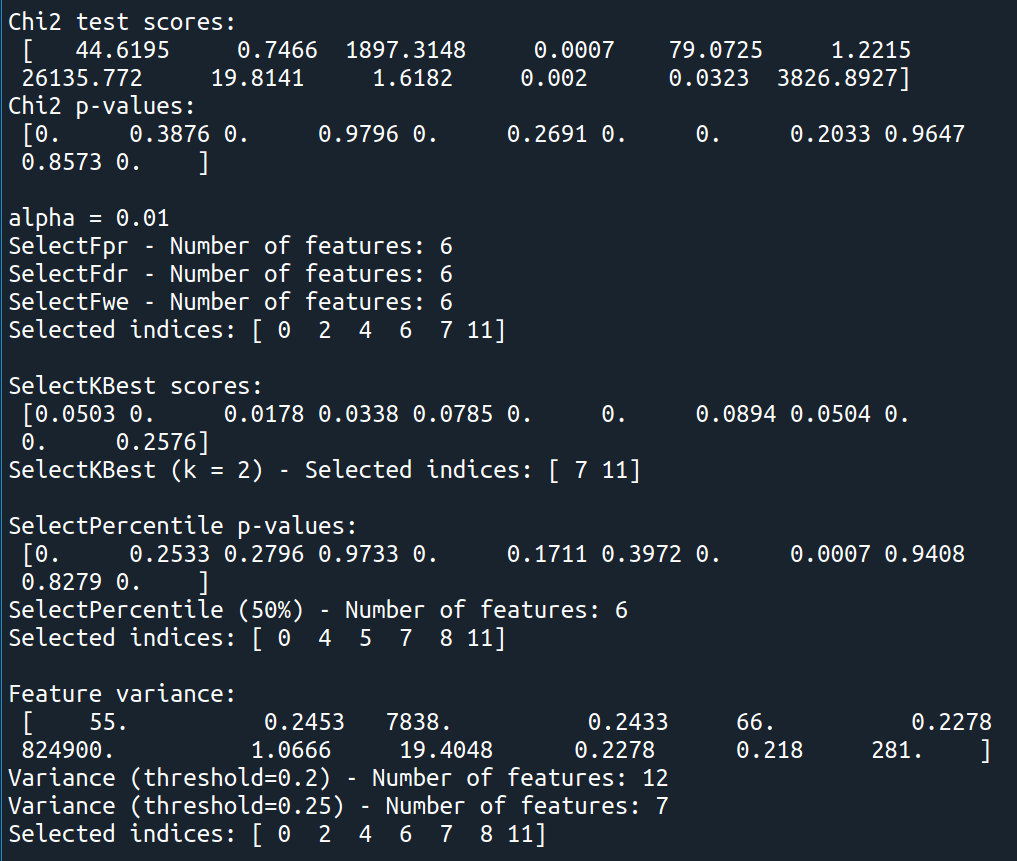 Chi2 test scores:
 [   44.6195     0.7466  1897.3148     0.0007    79.0725     1.2215
 26135.772     19.8141     1.6182     0.002      0.0323  3826.8927]
Chi2 p-values:
 [0.     0.3876 0.     0.9796 0.     0.2691 0.     0.     0.2033 0.9647
 0.8573 0.    ]

alpha = 0.01
SelectFpr - Number of features: 6
SelectFdr - Number of features: 6
SelectFwe - Number of features: 6
Selected indices: [ 0  2  4  6  7 11]

SelectKBest scores:
 [0.0503 0.     0.0178 0.0338 0.0785 0.     0.     0.0894 0.0504 0.
 0.     0.2576]
SelectKBest (k = 2) - Selected indices: [ 7 11]

SelectPercentile p-values:
 [0.     0.2533 0.2796 0.9733 0.     0.1711 0.3972 0.     0.0007 0.9408
 0.8279 0.    ]
SelectPercentile (50%) - Number of features: 6
Selected indices: [ 0  4  5  7  8 11]

Feature variance:
 [    55.          0.2453   7838.          0.2433     66.          0.2278
 824900.          1.0666     19.4048      0.2278      0.218     281.    ]
Variance (threshold=0.2) - Number of features: 12
Variance (threshold=0.25) - Number of features: 7
Selected indices: [ 0  2  4  6  7  8 11]